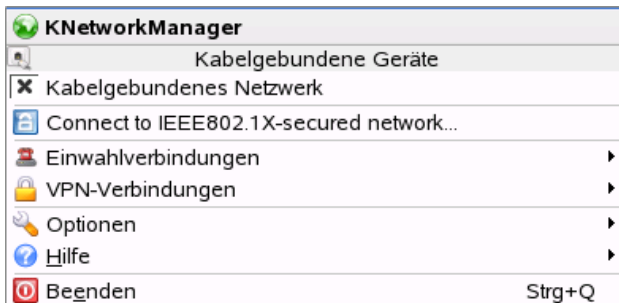 KNetworkManager
Kabelgebundene Geräte
Kabelgebundenes Netzwerk
Connect to IEEE802.1X-secured network...
Einwahlverbindungen
VPN-Verbindungen
Optionen
Hilfe
Beenden Strg+Q